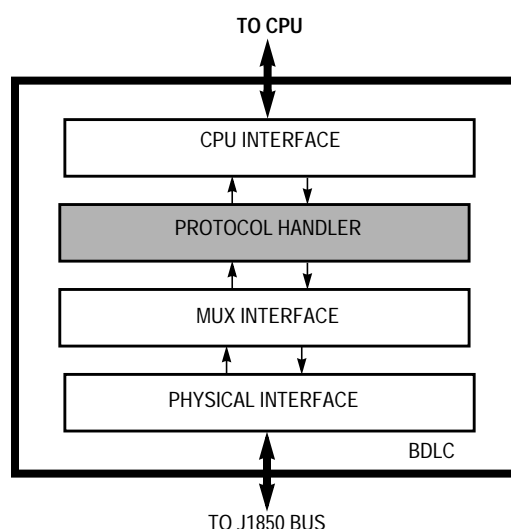 TO CPU
CPU INTERFACE
PROTOCOL HANDLER
MUX INTERFACE
PHYSICAL INTERFACE
BDLC
TO J1850 BUS